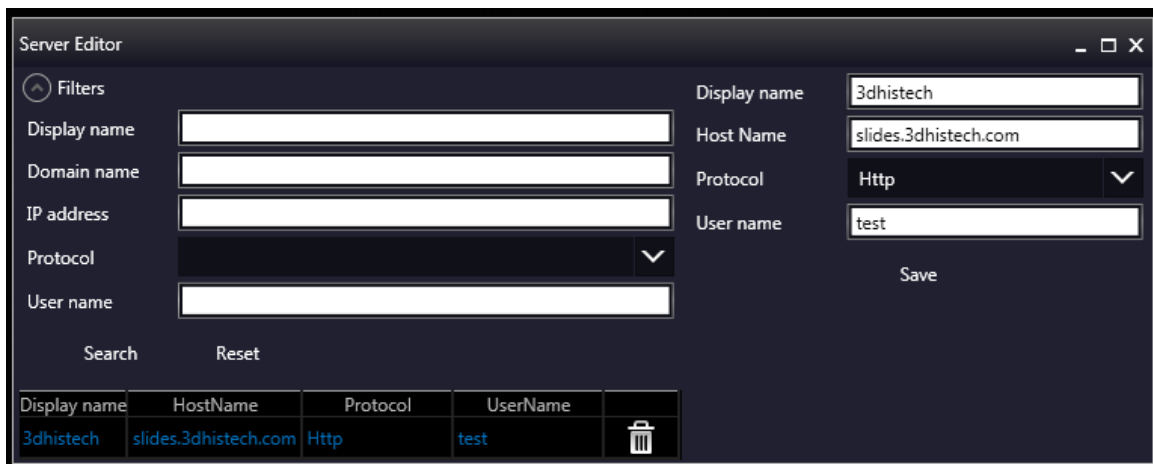 Server Editor
Filters
Display name
Domain name
IP address
Protocol
User name
Search Reset
Display name HostName Protocol UserName
3dhistech slides.3dhistech.com Http test
Display name 3dhistech
Host Name slides.3dhistech.com
Protocol Http
User name test
Save